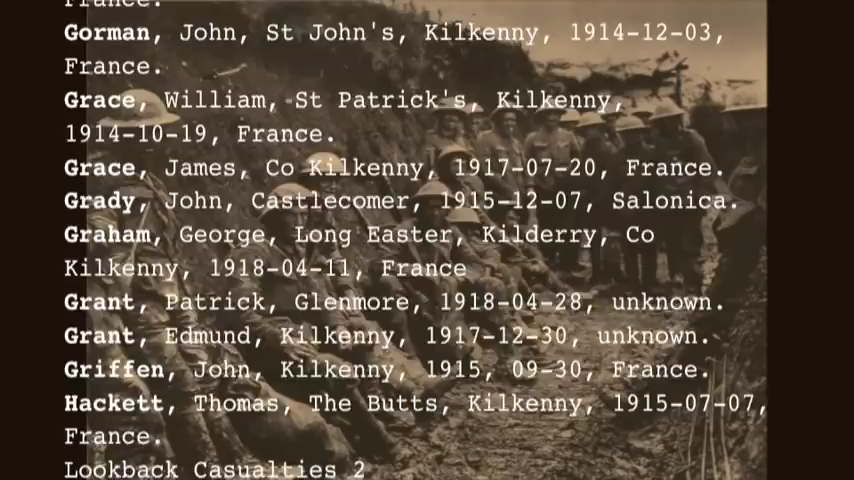 France.
Gorman, John, St John's, Kilkenny, 1914-12-03,
France.
Grace, William, St Patrick's, Kilkenny,
1914-10-19, France.
Grace, James, Co Kilkenny, 1917-07-20, France.
Grady, John, Castlecomer, 1915-12-07, Salonica.
Graham, George, Long Easter, Kilderry, Co
Kilkenny, 1918-04-11, France
Grant, Patrick, Glenmore, 1918-04-28, unknown.
Grant, Edmund, Kilkenny, 1917-12-30, unknown.
Griffen, John, Kilkenny, 1915, 09-30, France.
Hackett, Thomas, The Butts, Kilkenny, 1915-07-07,
France.
Lookback Casualties 2